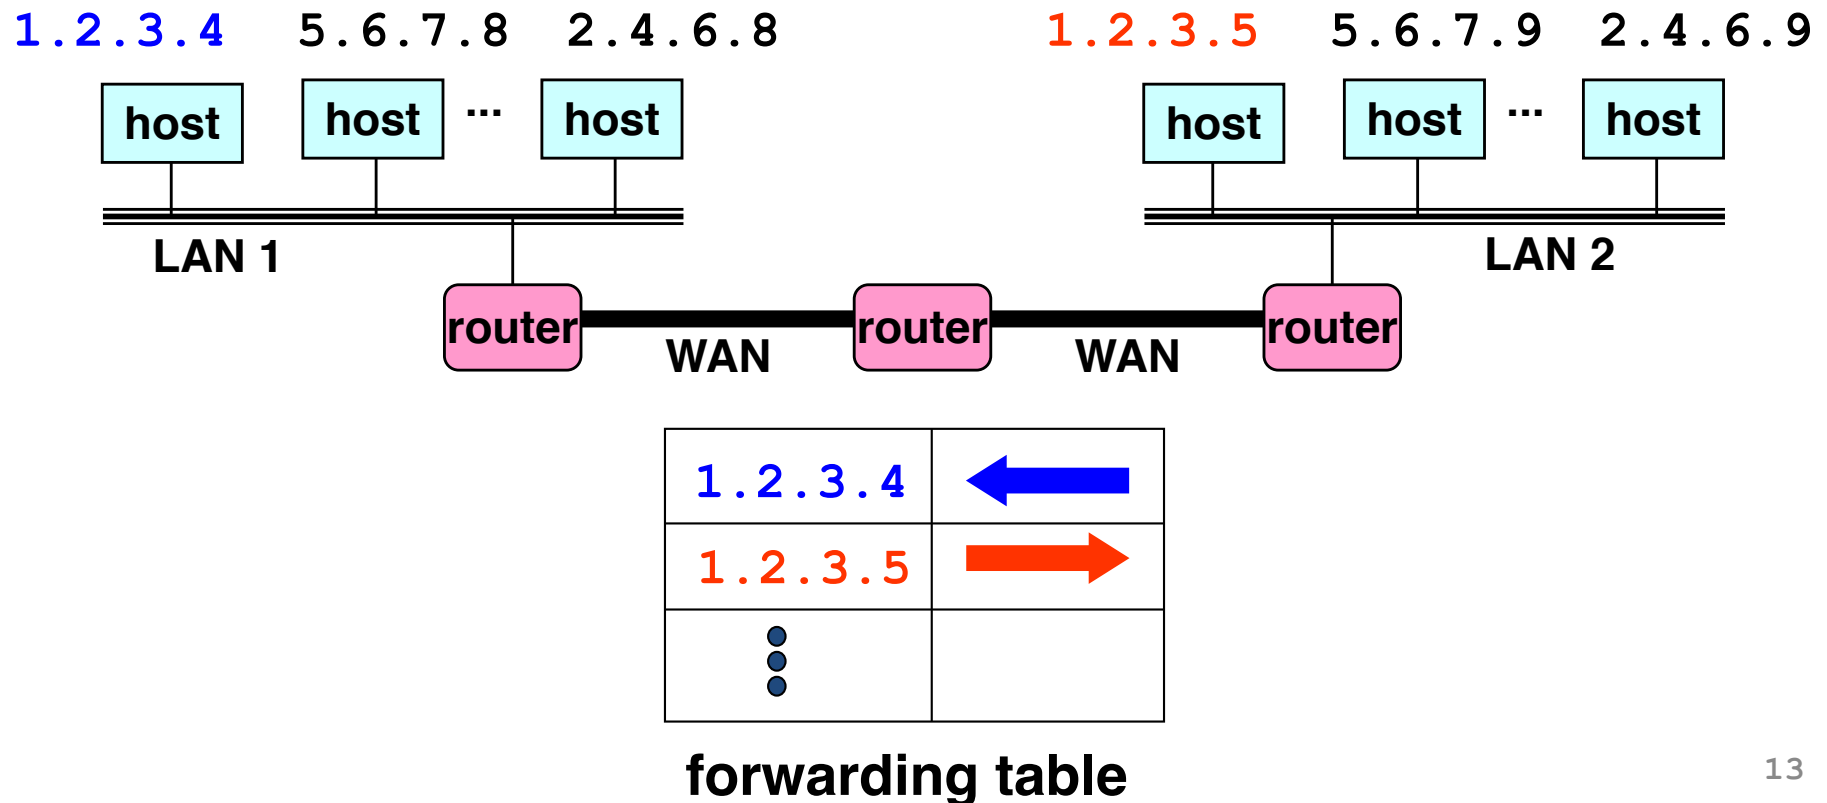 1.2.3.4 5.6.7.8 2.4.6.8 1.2.3.5 5.6.7.9 2.4.6.9
host host ... host host host ... host
LAN 1 LAN 2
router router router
WAN WAN
1.2.3.4
1.2.3.5
forwarding table
13